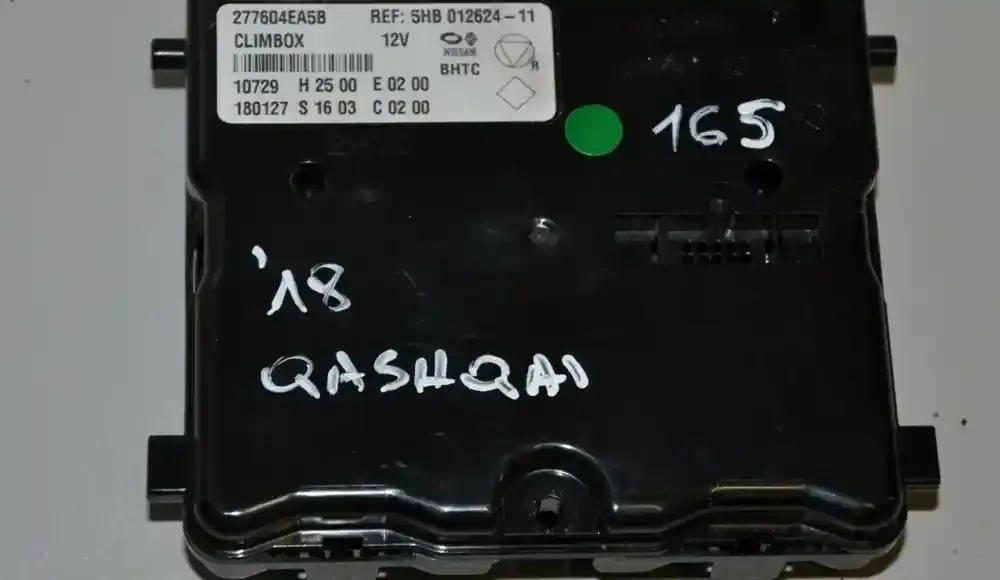 277604EA5B REF: 5HB 012624-11
CLIMBOX 12V
NISSAN
BHTC
R
10729 H 25 00 E 02 00
180127 S 16 03 C 02 00
165
'18
QASHQAI